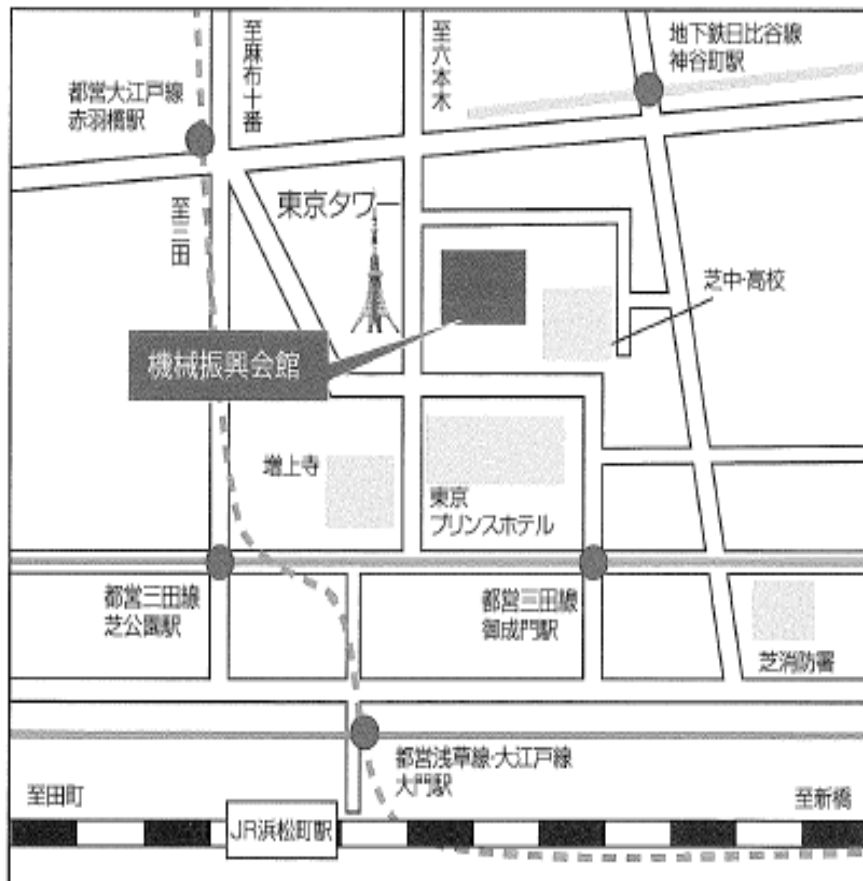 至麻布十番
至六本木
地下鉄日比谷線
神谷町駅
都営大江戸線
赤羽橋駅
至三田
東京タワー
芝中・高校
機械振興会館
増上寺
東京
プリンスホテル
都営三田線
芝公園駅
都営三田線
御成門駅
芝消防署
都営浅草線・大江戸線
大門駅
至田町
至新橋
JR浜松町駅